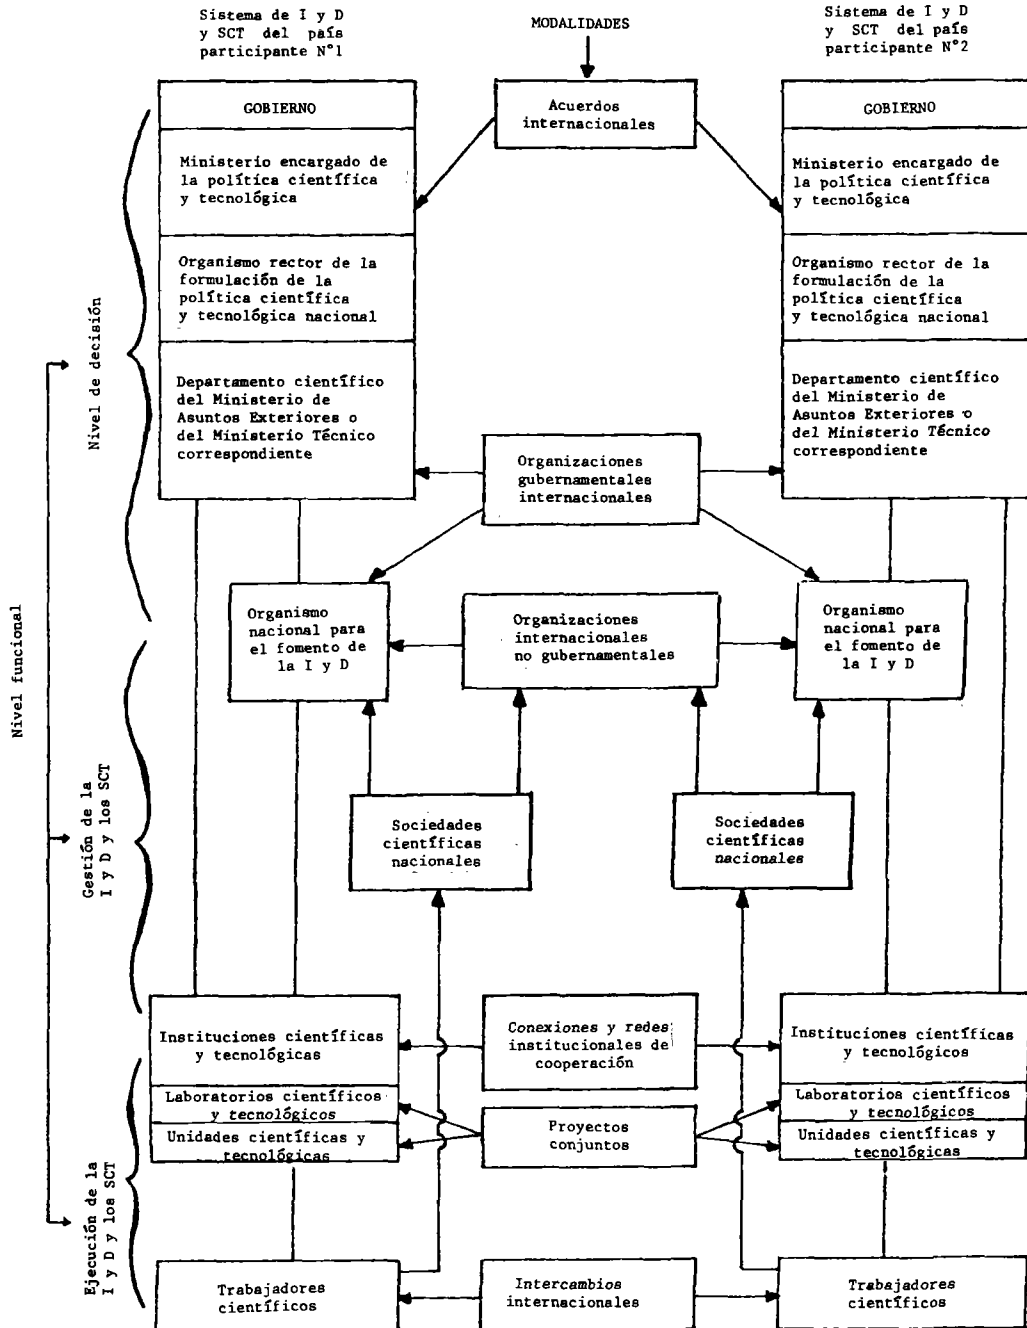 Sistema de I y D
y SCT del país
participante N°1
MODALIDADES
Sistema de I y D
y SCT del país
participante N°2
GOBIERNO
Ministerio encargado de
la política científica
y tecnológica
Organismo rector de la
formulación de la
política científica
y tecnológica nacional
Departamento científico
del Ministerio de
Asuntos Exteriores o
del Ministerio Técnico
correspondiente
Acuerdos
internacionales
GOBIERNO
Ministerio encargado de
la política científica
y tecnológica
Organismo rector de la
formulación de la
política científica
y tecnológica nacional
Departamento científico
del Ministerio de
Asuntos Exteriores o
del Ministerio Técnico
correspondiente
Organizaciones
gubernamentales
internacionales
Organismo
nacional para
el fomento de
la I y D
Organizaciones
internacionales
no gubernamentales
Organismo
nacional para
el fomento de
la I y D
Sociedades
científicas
nacionales
Sociedades
científicas
nacionales
Instituciones científicas
y tecnológicas
Laboratorios científicos
y tecnológicos
Unidades científicas y
tecnológicas
Conexiones y redes
institucionales de
cooperación
Proyectos
conjuntos
Instituciones científicas
y tecnológicos
Laboratorios científicos
y tecnológicos
Unidades científicas y
tecnológicas
Trabajadores
científicos
Intercambios
internacionales
Trabajadores
científicos
Nivel funcional
Nivel de decisión
Gestión de la
I y D y los SCT
Ejecución de la
I y D y los SCT